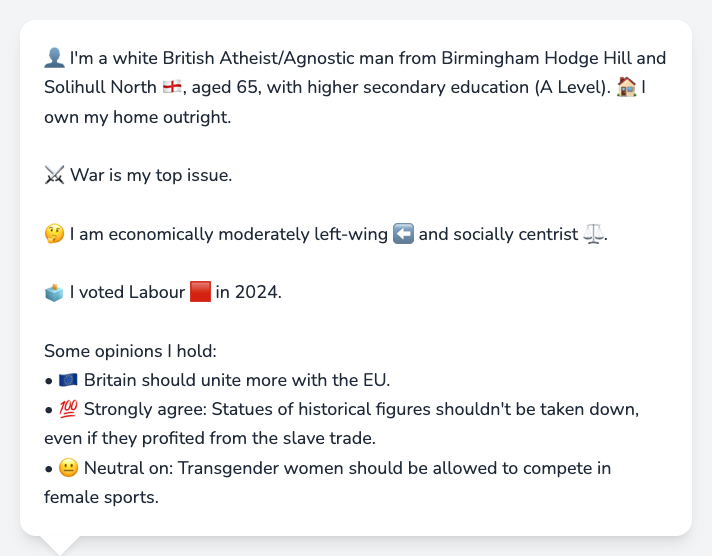 👤 I'm a white British Atheist/Agnostic man from Birmingham Hodge Hill and
Solihull North 🏴󠁧󠁢󠁥󠁮󠁧󠁿, aged 65, with higher secondary education (A Level). 🏠 I
own my home outright.
⚔️ War is my top issue.
🤔 I am economically moderately left-wing ⬅️ and socially centrist ⚖️.
🗳️ I voted Labour 🟥 in 2024.
Some opinions I hold:
• 🇪🇺 Britain should unite more with the EU.
• 💯 Strongly agree: Statues of historical figures shouldn't be taken down,
even if they profited from the slave trade.
• 😐 Neutral on: Transgender women should be allowed to compete in
female sports.